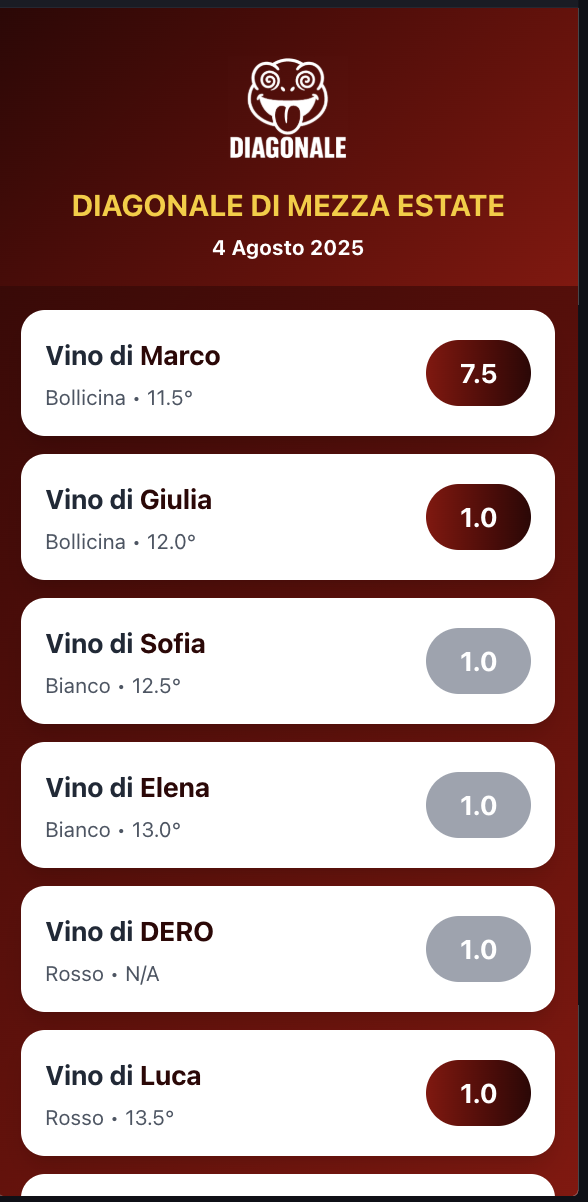 DIAGONALE
DIAGONALE DI MEZZA ESTATE
4 Agosto 2025
Vino di Marco
Bollicina • 11.5°
7.5
Vino di Giulia
Bollicina • 12.0°
1.0
Vino di Sofia
Bianco • 12.5°
1.0
Vino di Elena
Bianco • 13.0°
1.0
Vino di DERO
Rosso • N/A
1.0
Vino di Luca
Rosso • 13.5°
1.0